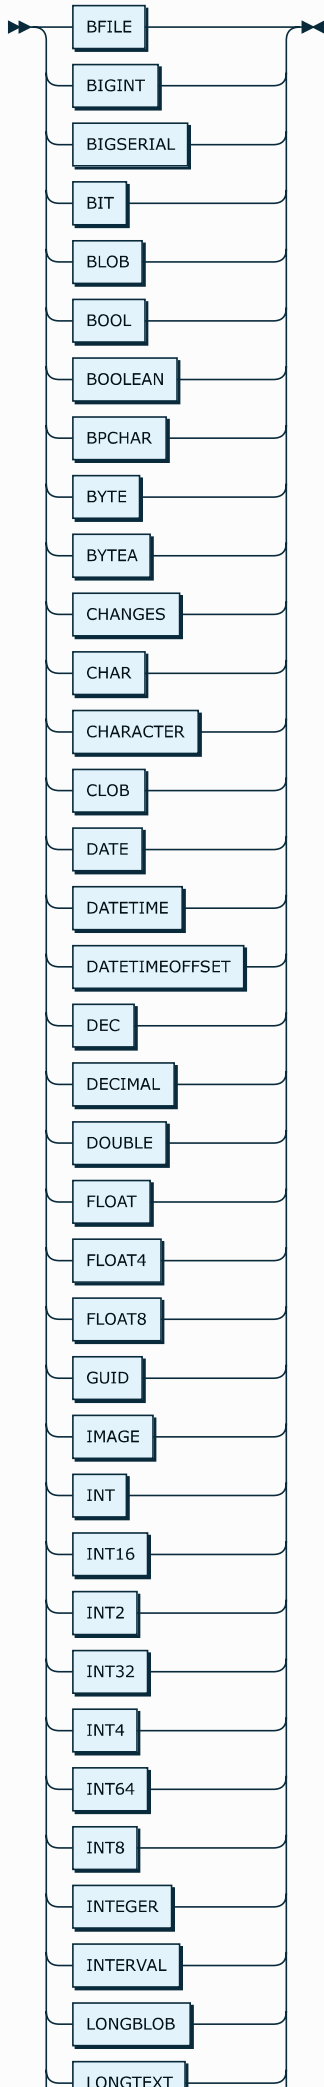 BFILE
BIGINT
BIGSERIAL
BIT
BLOB
BOOL
BOOLEAN
BPCHAR
BYTE
BYTEA
CHANGES
CHAR
CHARACTER
CLOB
DATE
DATETIME
DATETIMEOFFSET
DEC
DECIMAL
DOUBLE
FLOAT
FLOAT4
FLOAT8
GUID
IMAGE
INT
INT16
INT2
INT32
INT4
INT64
INT8
INTEGER
INTERVAL
LONGBLOB
LONGTEXT